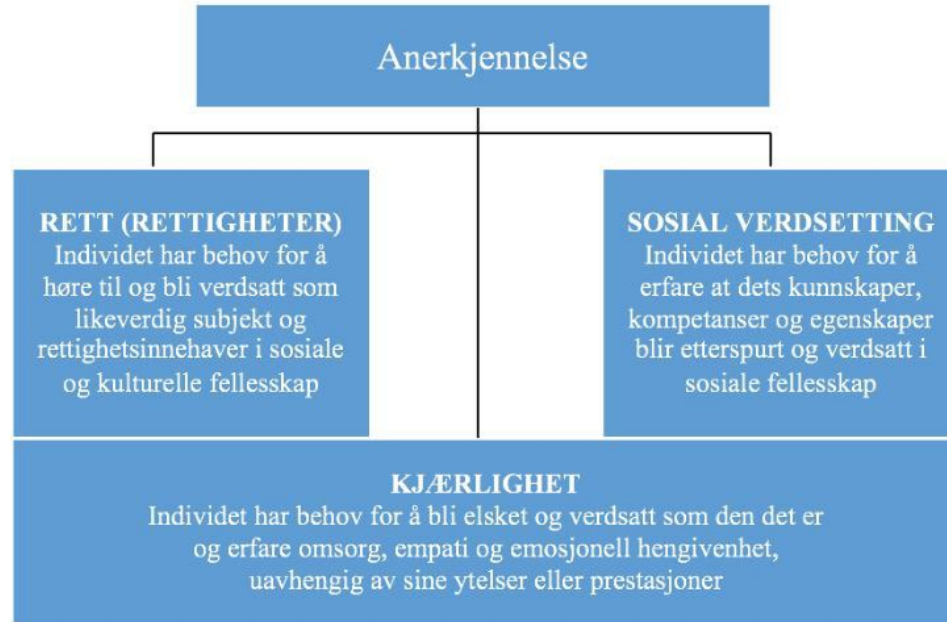 Anerkjennelse
RETT (RETTIGHETER)
Individet har behov for å
høre til og bli verdsatt som
likeverdig subjekt og
rettighetsinnehaver i sosiale
og kulturelle fellesskap
SOSIAL VERDSETTING
Individet har behov for å
erfare at dets kunnskaper,
kompetanser og egenskaper
blir etterspurt og verdsatt i
sosiale fellesskap
KJÆRLIGHET
Individet har behov for å bli elsket og verdsatt som den det er
og erfare omsorg, empati og emosjonell hengivenhet,
uavhengig av sine ytelser eller prestasjoner